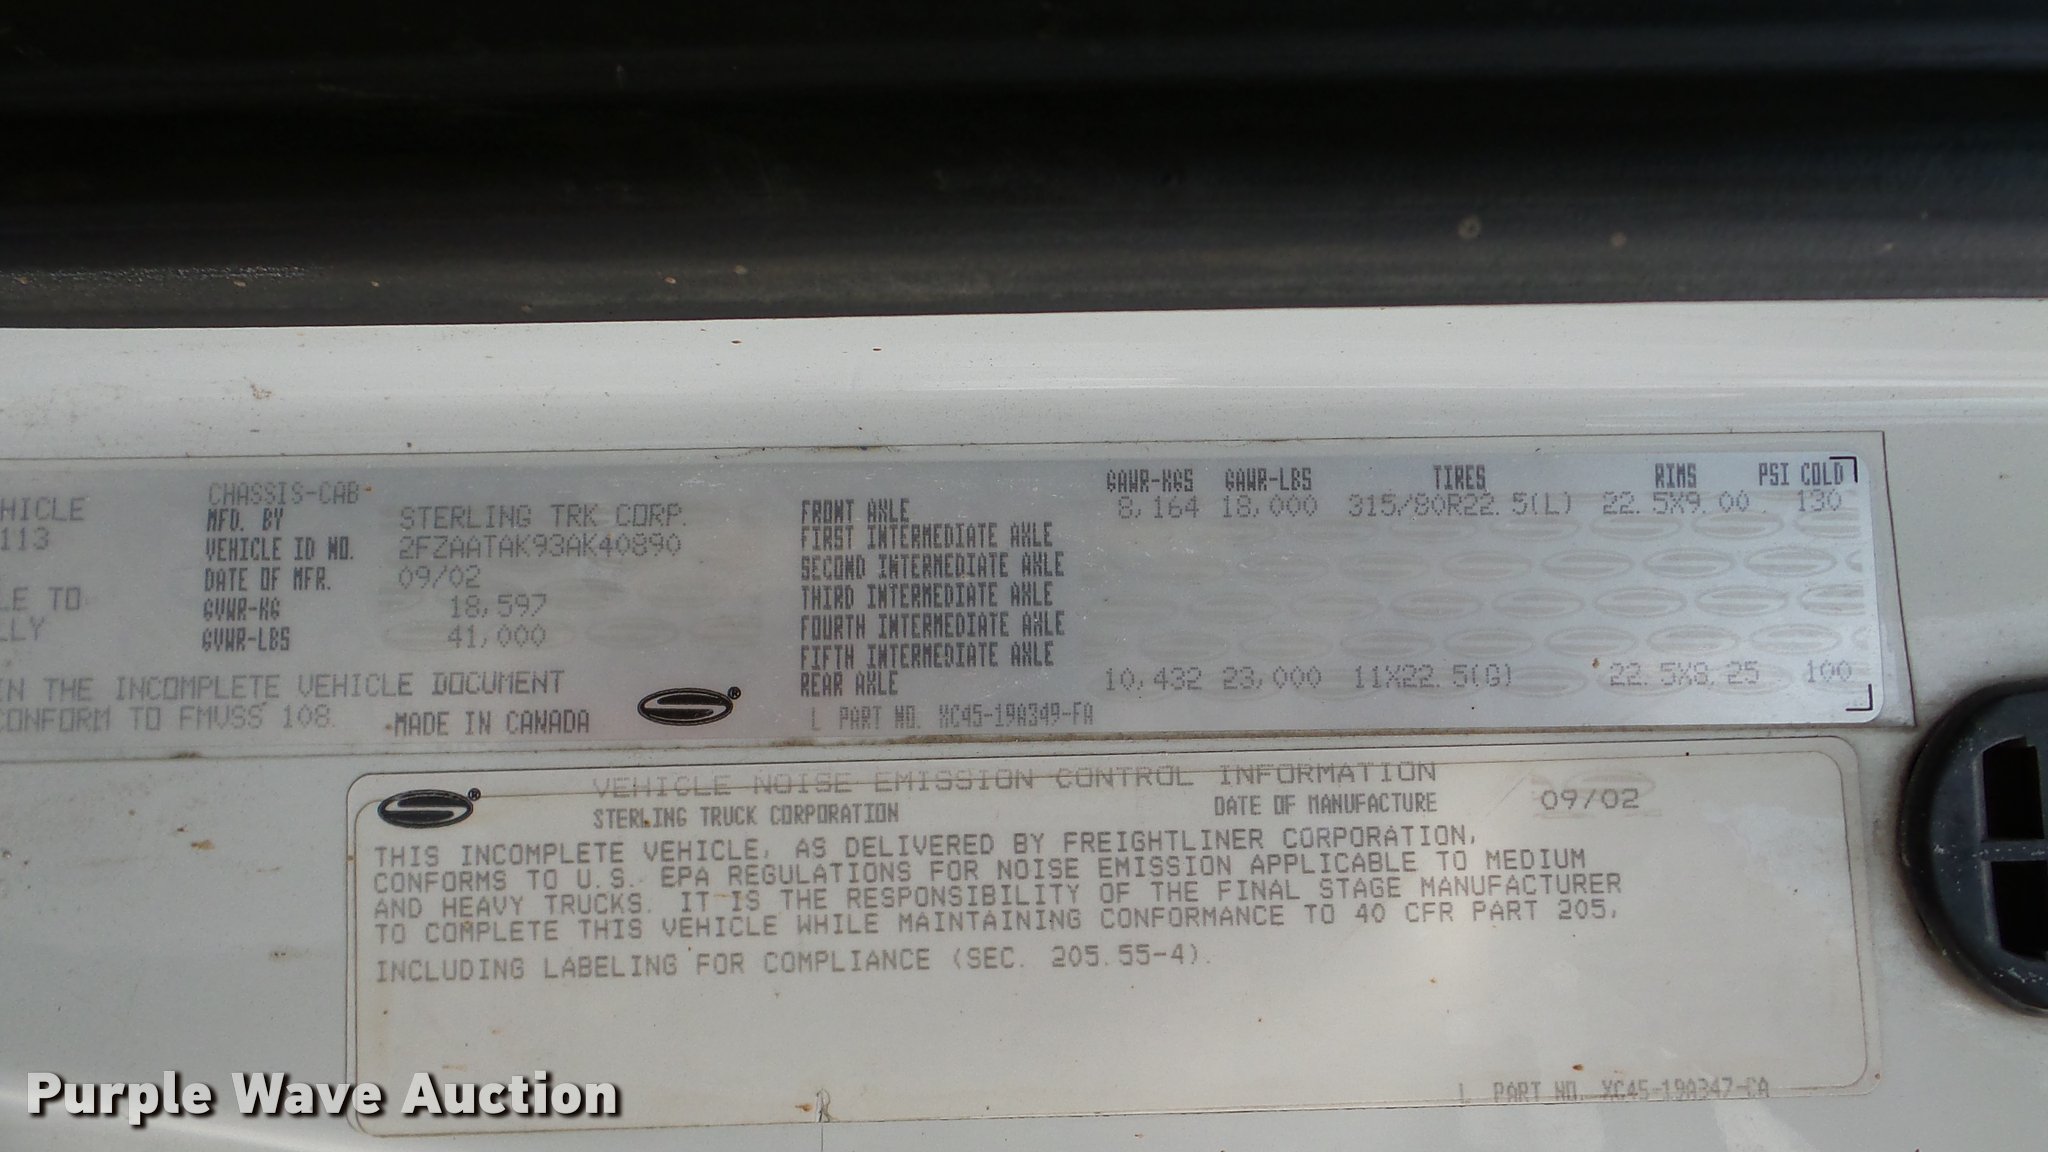 HICLE
113
LE TO
LLY
IN THE INCOMPLETE VEHICLE DOCUMENT
CONFORM TO FMVSS 108.
CHASSIS-CAB
MFD. BY STERLING TRK CORP.
VEHICLE ID NO. 2FZAATAK93AK40890
DATE OF MFR. 09/02
GVWR-KG 18,597
GVWR-LBS 41,000
MADE IN CANADA
®
GAWR-KGS GAWR-LBS TIRES RIMS PSI COLD
FRONT AXLE 8,164 18,000 315/80R22.5(L) 22.5X9.00 130
FIRST INTERMEDIATE AXLE
SECOND INTERMEDIATE AXLE
THIRD INTERMEDIATE AXLE
FOURTH INTERMEDIATE AXLE
FIFTH INTERMEDIATE AXLE
REAR AXLE 10,432 23,000 11X22.5(G) 22.5X8.25 100
L PART NO. XC45-19A349-FA
®
VEHICLE NOISE EMISSION CONTROL INFORMATION
STERLING TRUCK CORPORATION DATE OF MANUFACTURE 09/02
THIS INCOMPLETE VEHICLE, AS DELIVERED BY FREIGHTLINER CORPORATION,
CONFORMS TO U.S. EPA REGULATIONS FOR NOISE EMISSION APPLICABLE TO MEDIUM
AND HEAVY TRUCKS. IT IS THE RESPONSIBILITY OF THE FINAL STAGE MANUFACTURER
TO COMPLETE THIS VEHICLE WHILE MAINTAINING CONFORMANCE TO 40 CFR PART 205,
INCLUDING LABELING FOR COMPLIANCE (SEC. 205.55-4).
L PART NO. XC45-19A347-CA
Purple Wave Auction